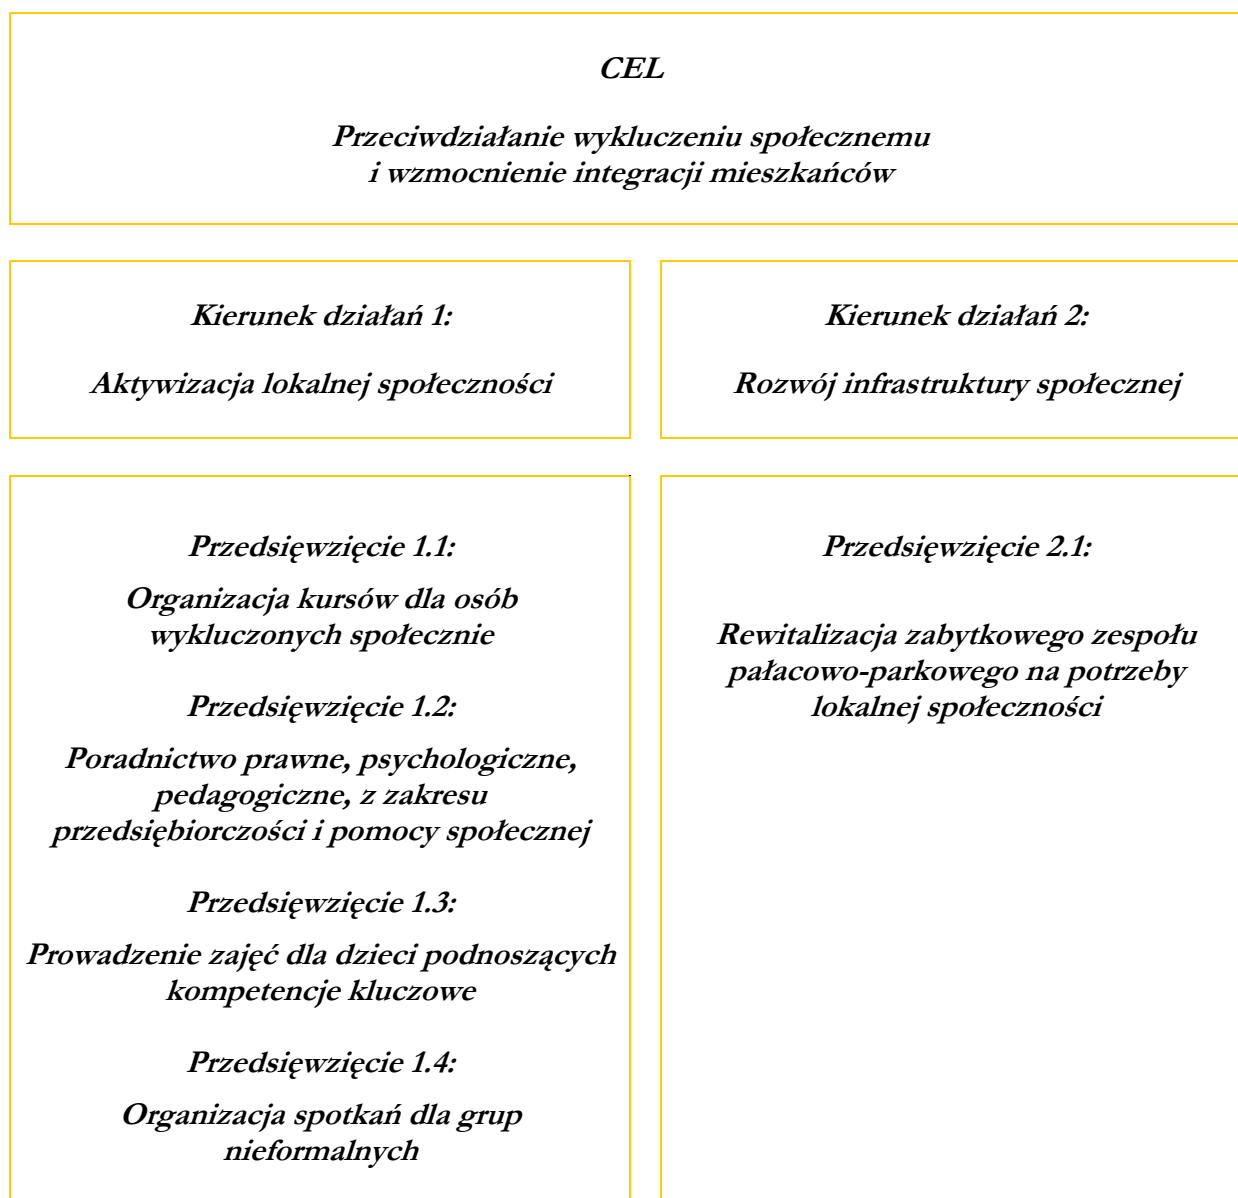 CEL
Przeciwdziałanie wykluczeniu społecznemu
i wzmocnienie integracji mieszkańców
Kierunek działań 1:
Aktywizacja lokalnej społeczności
Kierunek działań 2:
Rozwój infrastruktury społecznej
Przedsięwzięcie 1.1:
Organizacja kursów dla osób
wykluczonych społecznie
Przedsięwzięcie 1.2:
Poradnictwo prawne, psychologiczne,
pedagogiczne, z zakresu
przedsiębiorczości i pomocy społecznej
Przedsięwzięcie 1.3:
Prowadzenie zajęć dla dzieci podnoszących
kompetencje kluczowe
Przedsięwzięcie 1.4:
Organizacja spotkań dla grup
nieformalnych
Przedsięwzięcie 2.1:
Rewitalizacja zabytkowego zespołu
pałacowo-parkowego na potrzeby
lokalnej społeczności